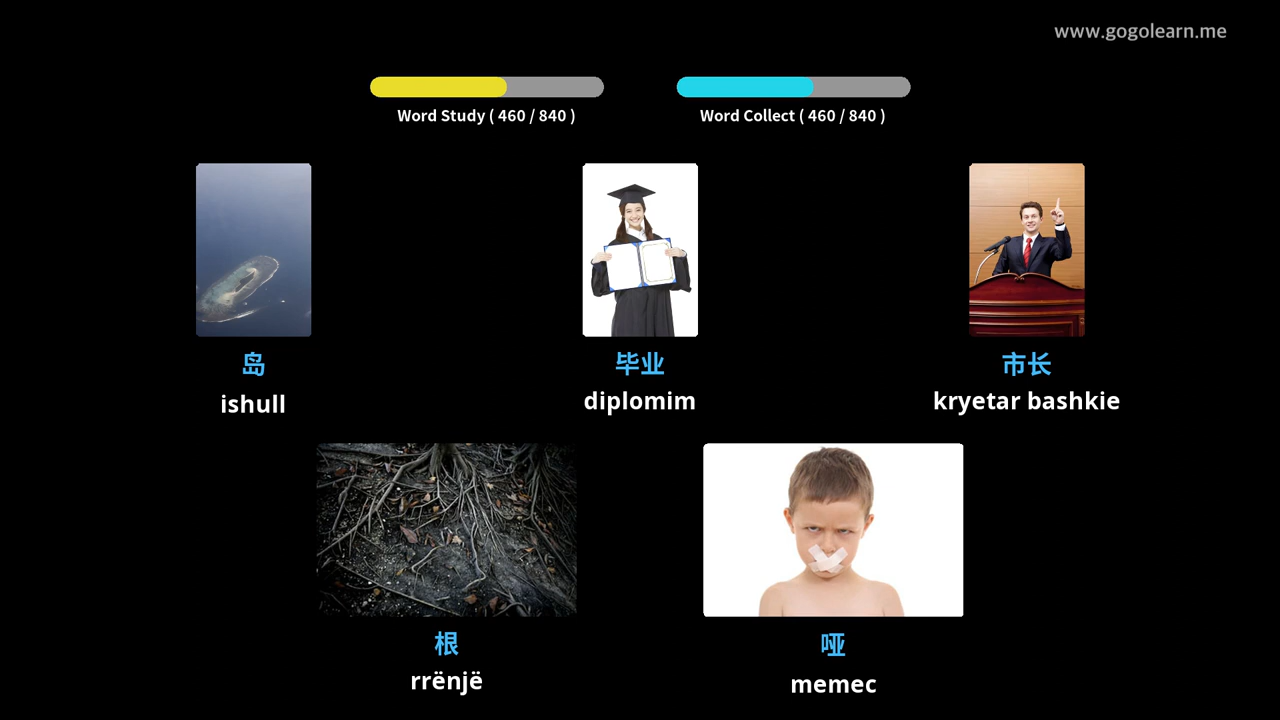 www.gogolearn.me
Word Study ( 460 / 840 )
Word Collect ( 460 / 840 )
岛
ishull
毕业
diplomim
市长
kryetar bashkie
根
rrënjë
哑
memec